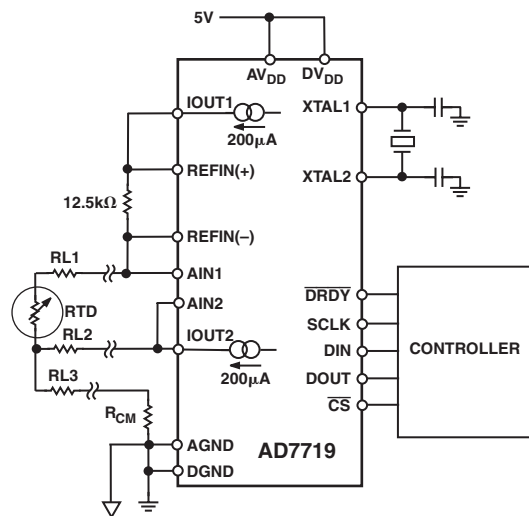 5V
AVDD DVDD
IOUT1
200µA
XTAL1
REFIN(+)
XTAL2
12.5kΩ
REFIN(–)
RL1
AIN1
AIN2
DRDY
RTD
RL2
IOUT2
SCLK
DIN
CONTROLLER
200µA
DOUT
RL3
CS
RCM
AGND
AD7719
DGND